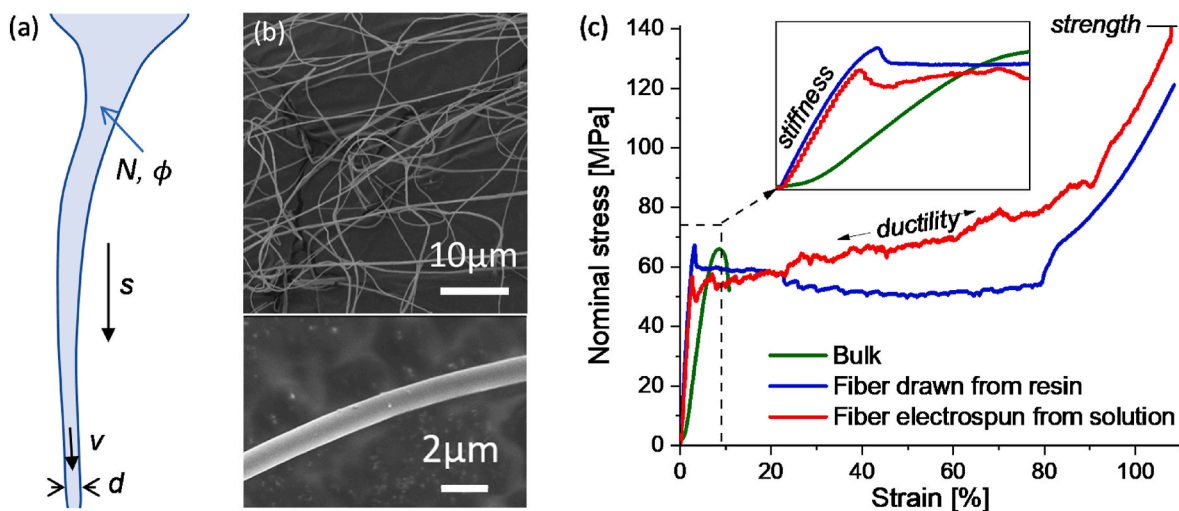 (a)
N, ϕ
s
v
d
(b)
10μm
2μm
(c)
Nominal stress [MPa]
140
120
100
80
60
40
20
0
0
20
40
60
80
100
Strain [%]
strength
stiffness
ductility
Bulk
Fiber drawn from resin
Fiber electrospun from solution